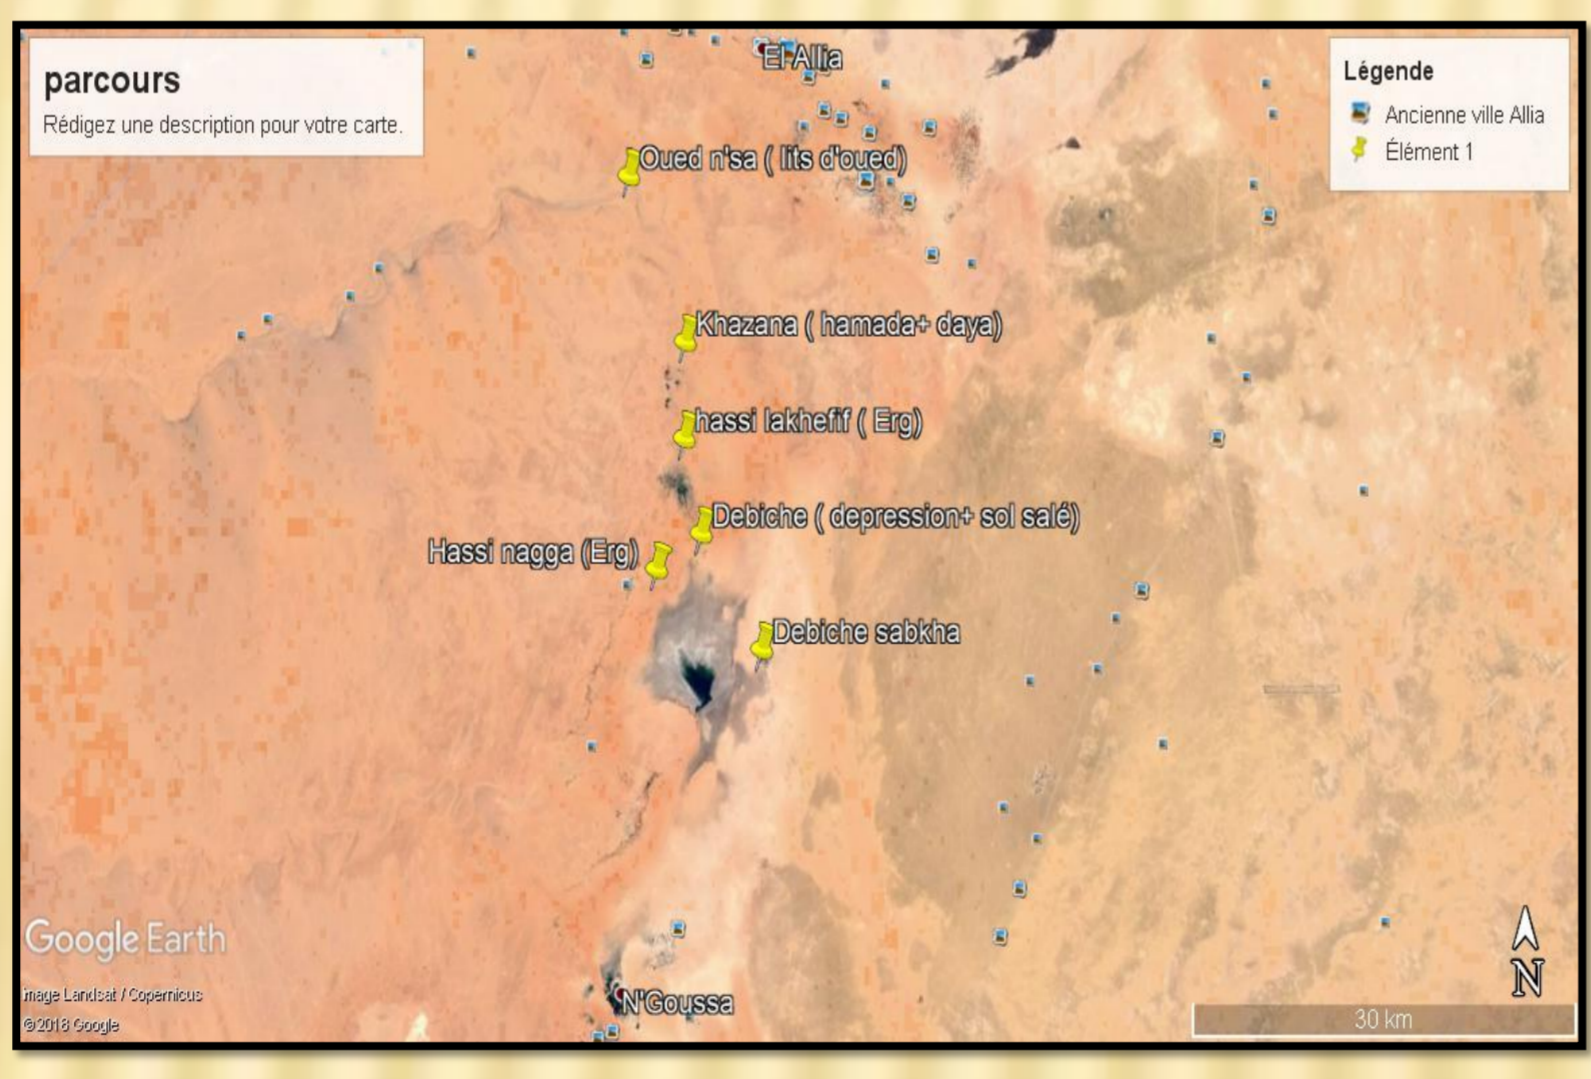 parcours
Rédigez une description pour votre carte.
El Allia
Légende
Ancienne ville Allia
Élément 1
Oued n'sa ( lits d'oued)
Khazana ( hamada+ daya)
hassi lakhefif ( Erg)
Debiche ( depression+ sol salé)
Hassi nagga (Erg)
Debiche sabkha
Google Earth
Image Landsat / Copernicus
© 2018 Google
N'Goussa
N
30 km